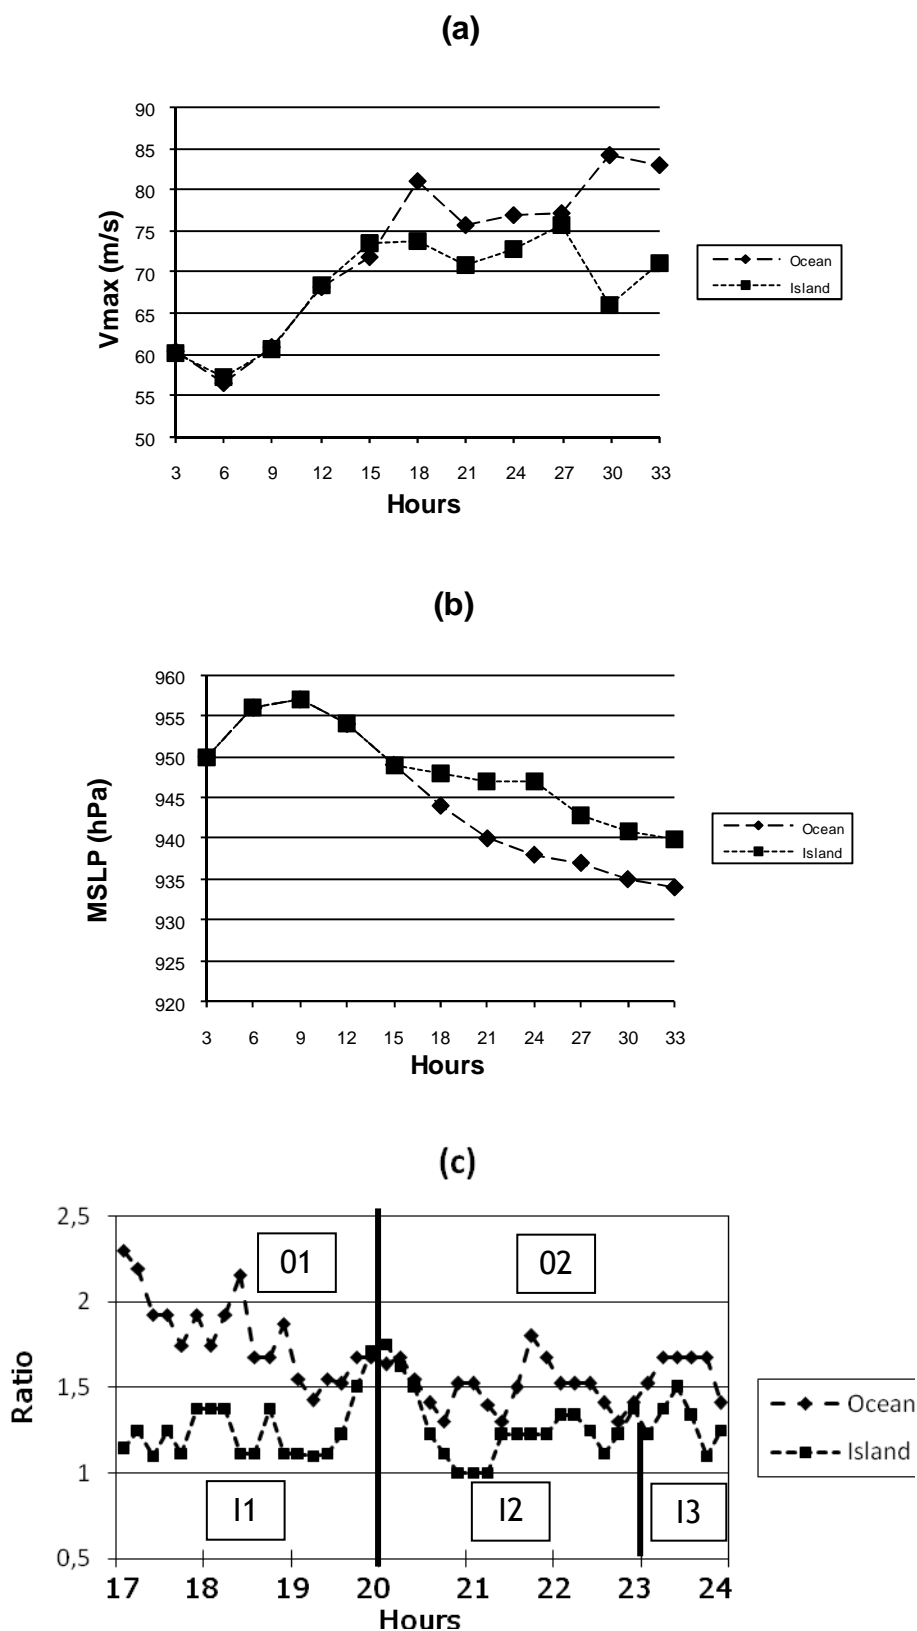 (a)
90
85
80
75
70
65
60
55
50
Vmax (m/s)
3 6 9 12 15 18 21 24 27 30 33
Hours
Ocean
Island
(b)
960
955
950
945
940
935
930
925
920
MSLP (hPa)
3 6 9 12 15 18 21 24 27 30 33
Hours
Ocean
Island
(c)
2,5
2
1,5
1
0,5
Ratio
O1
O2
I1
I2
I3
17 18 19 20 21 22 23 24
Hours
Ocean
Island